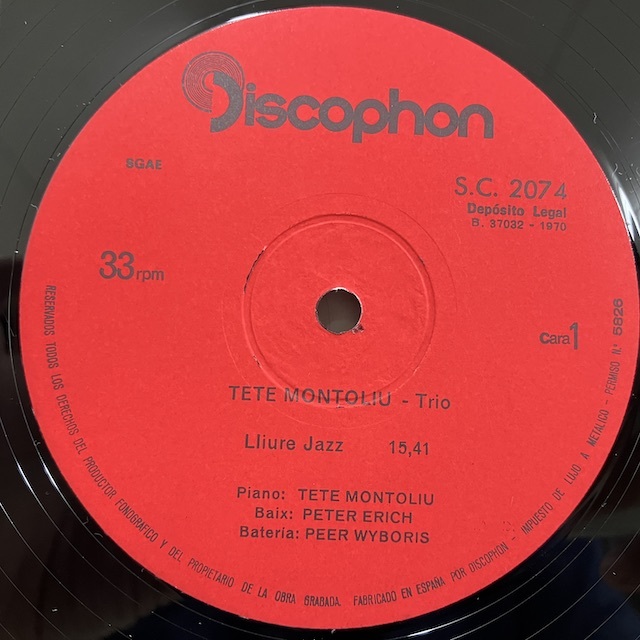 Discophon
SGAE
S.C. 2074
Depósito Legal
B. 37032 - 1970
33 rpm
Cara 1
TETE MONTOLIU - Trio
Lliure Jazz 15,41
Piano: TETE MONTOLIU
Baix: PETER ERICH
Batería: PEER WYBORIS
RESERVADOS TODOS LOS DERECHOS DEL PRODUCTOR FONOGRAFICO Y DEL PROPIETARIO DE LA OBRA GRABADA. FABRICADO EN ESPAÑA POR DISCOPHON - IMPUESTO DE LUJO A METALICO - PERMISO N.º 5826